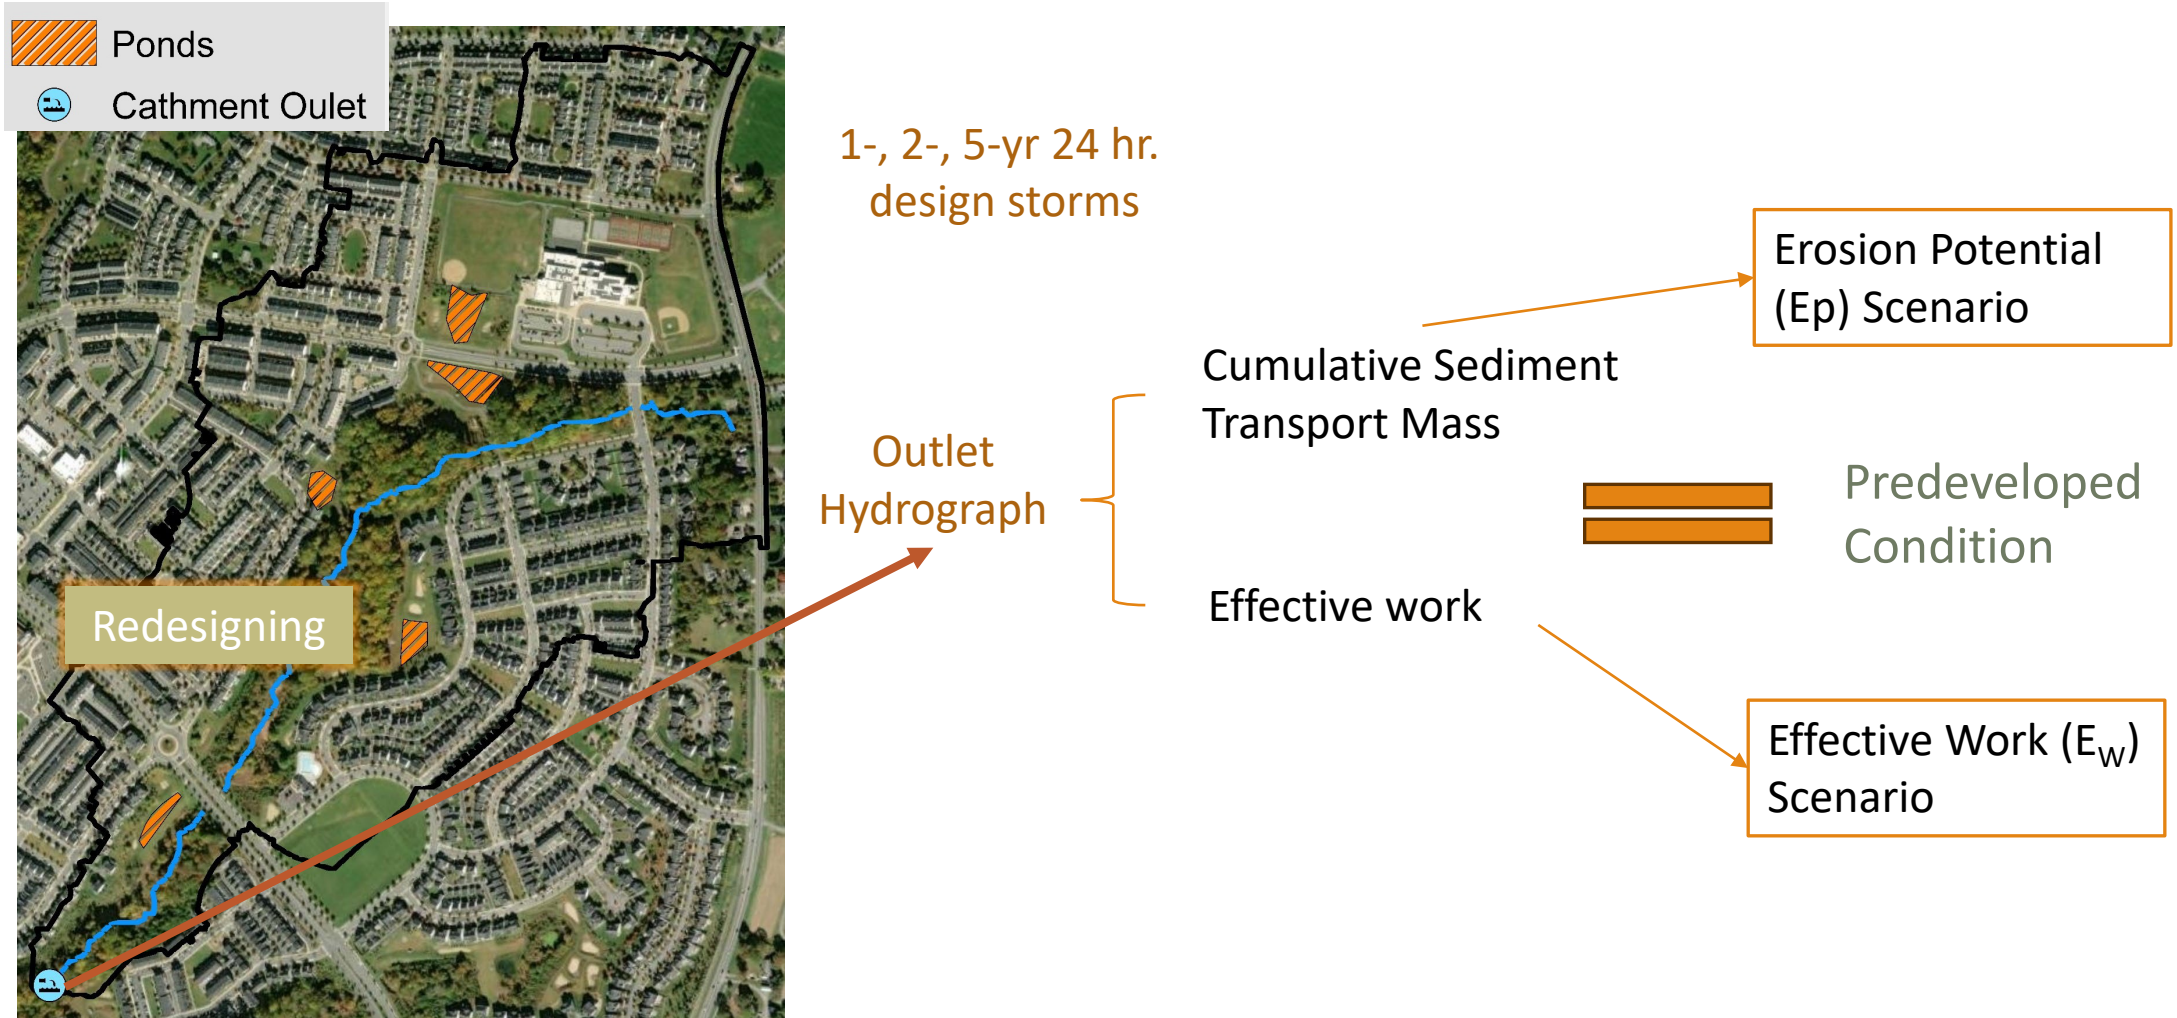 Ponds
Cathment Oulet
1-, 2-, 5-yr 24 hr.
design storms
Erosion Potential
(Ep) Scenario
Cumulative Sediment
Transport Mass
Outlet
Hydrograph
Predeveloped
Condition
Effective work
Redesigning
Effective Work (E_W)
Scenario